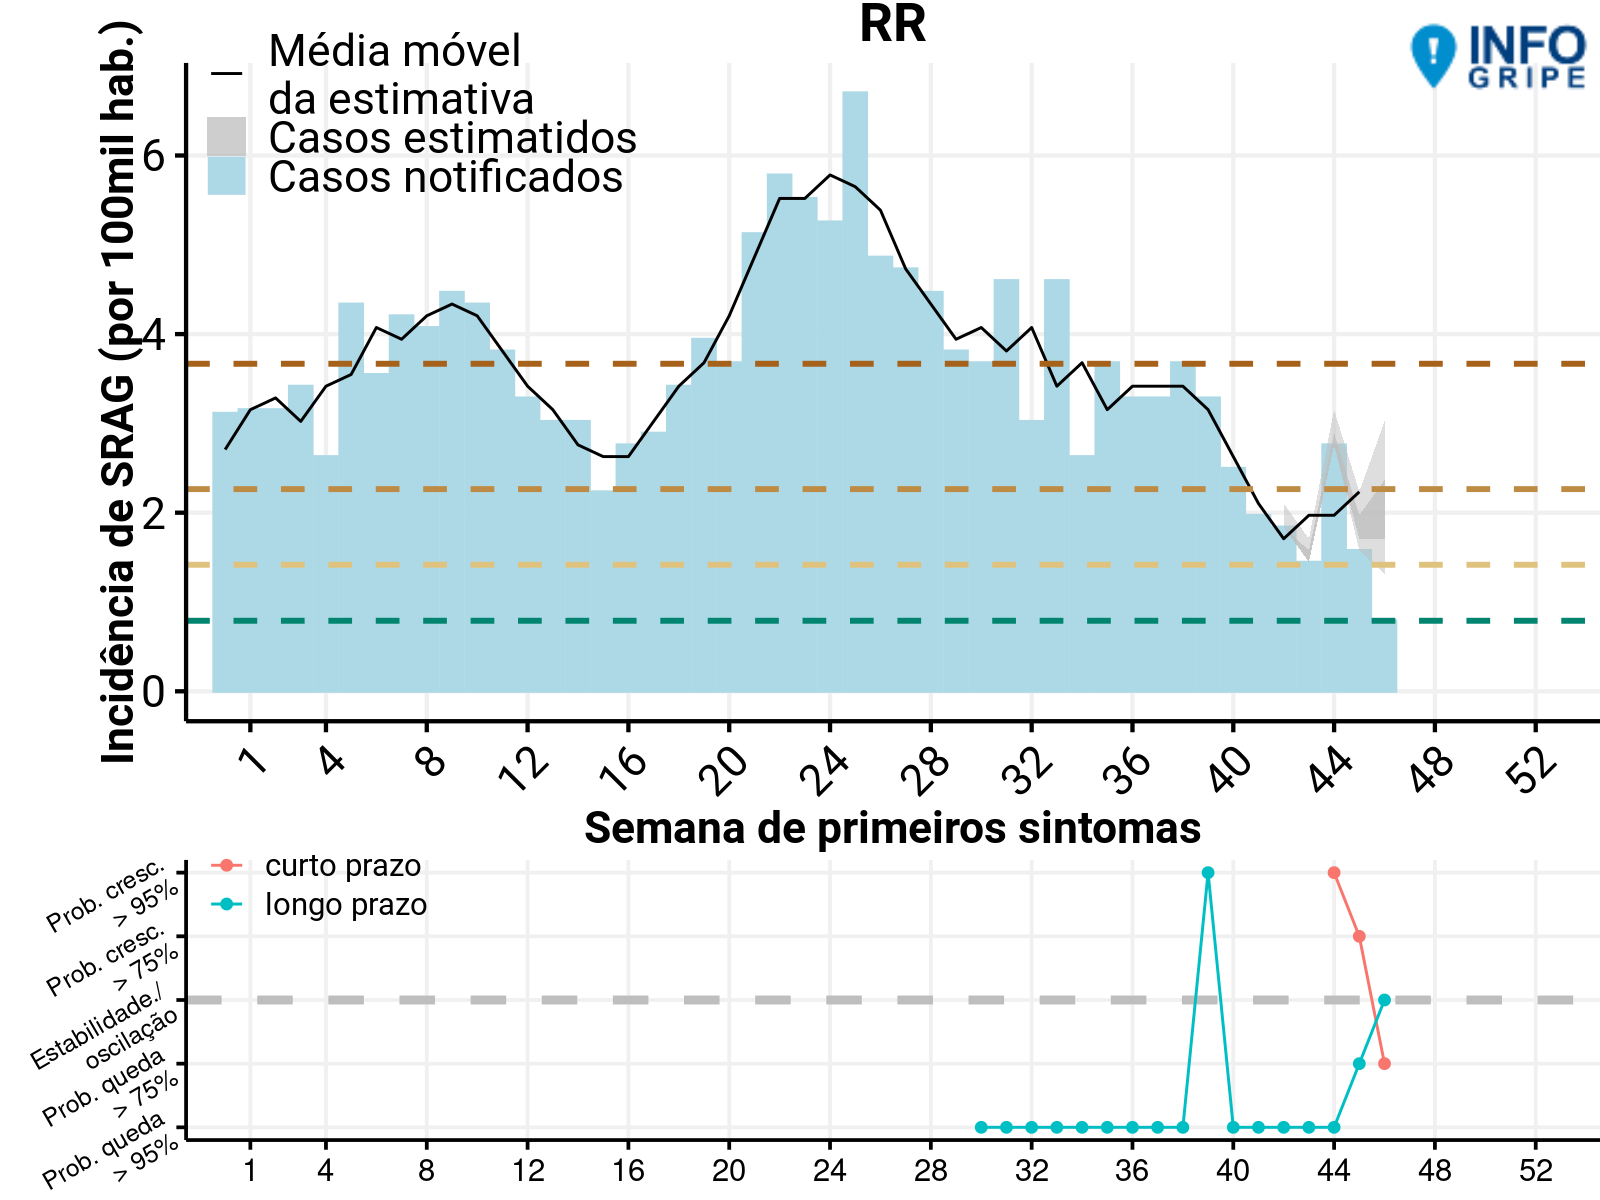 RR
INFO
GRIPE
Média móvel
da estimativa
Casos estimatidos
Casos notificados
Incidência de SRAG (por 100mil hab.)
6
4
2
0
1 4 8 12 16 20 24 28 32 36 40 44 48 52
Semana de primeiros sintomas
curto prazo
longo prazo
Prob. cresc.
> 95%
Prob. cresc.
> 75%
Estabilidade./
oscilação
Prob. queda
> 75%
Prob. queda
> 95%
1 4 8 12 16 20 24 28 32 36 40 44 48 52